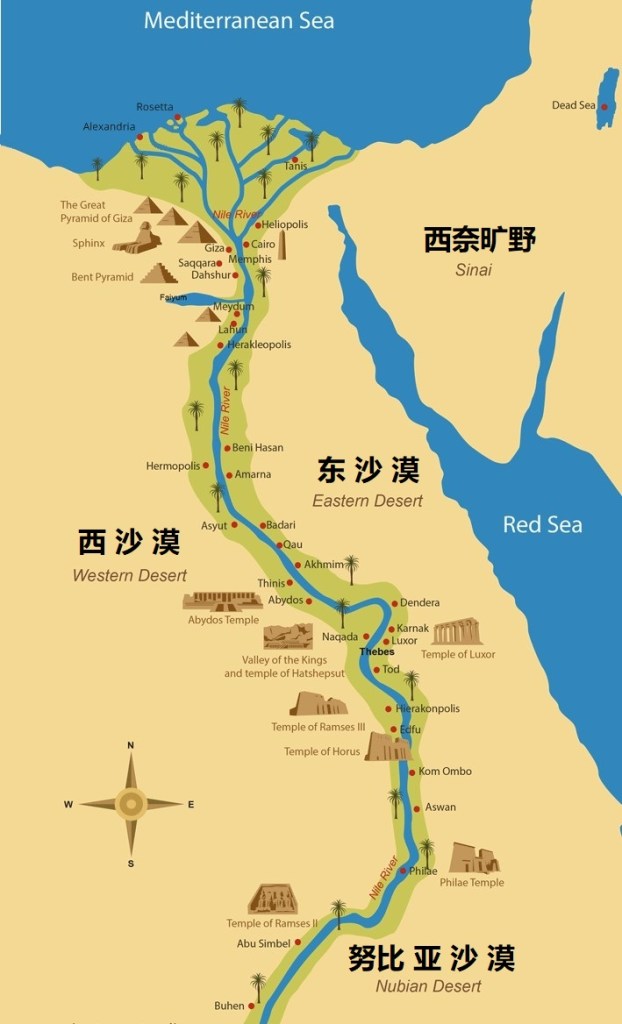 Mediterranean Sea
Rosetta
Alexandria
Dead Sea
Tanis
The Great
Pyramid of Giza
Nile River
Heliopolis
Sphinx
Giza
Cairo
西奈旷野
Sinai
Saqqara
Memphis
Bent Pyramid
Dahshur
Faiyum
Meydum
Lahun
Herakleopolis
Nile River
Beni Hasan
Hermopolis
Amarna
东沙漠
Eastern Desert
Asyut
Badari
Red Sea
西沙漠
Western Desert
Qau
Akhmim
Thinis
Abydos
Abydos Temple
Dendera
Naqada
Karnak
Luxor
Thebes
Temple of Luxor
Valley of the Kings
and temple of Hatshepsut
Tod
Hierakonpolis
Temple of Ramses III
Edfu
Temple of Horus
Kom Ombo
N
W
E
S
Aswan
Nile River
Philae
Philae Temple
Temple of Ramses II
Abu Simbel
努比亚沙漠
Nubian Desert
Buhen